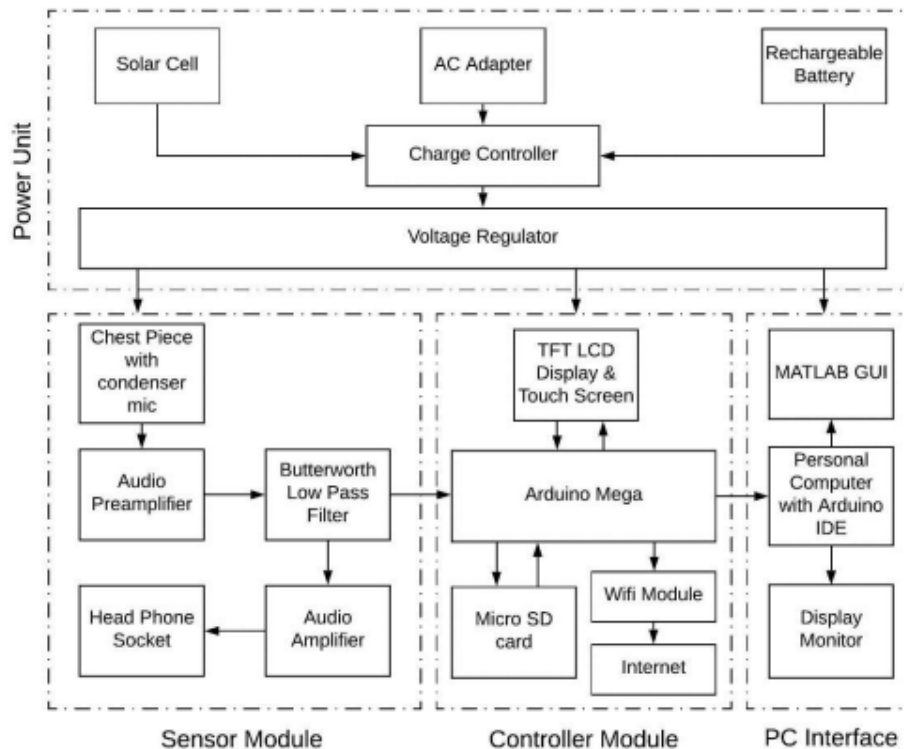 Solar Cell
AC Adapter
Rechargeable
Battery
Charge Controller
Voltage Regulator
Power Unit
Chest Piece
with
condenser
mic
Audio
Preamplifier
Butterworth
Low Pass
Filter
Head Phone
Socket
Audio
Amplifier
Sensor Module
TFT LCD
Display &
Touch Screen
Arduino Mega
Micro SD
card
Wifi Module
Internet
Controller Module
MATLAB GUI
Personal
Computer
with Arduino
IDE
Display
Monitor
PC Interface